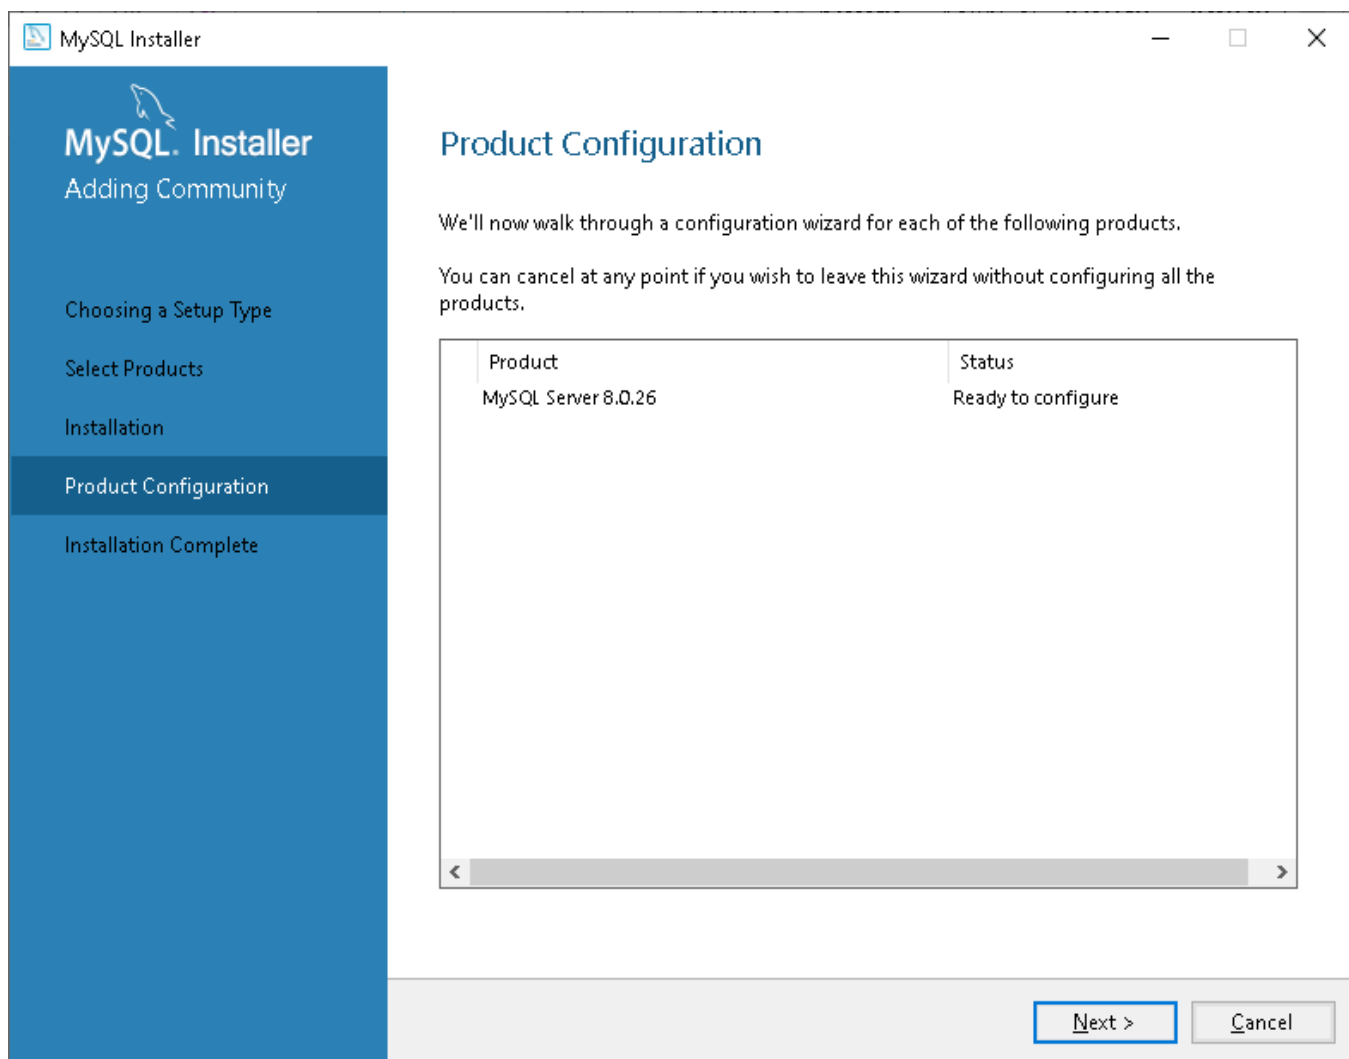 MySQL Installer
MySQL. Installer
Adding Community
Choosing a Setup Type
Select Products
Installation
Product Configuration
Installation Complete
Product Configuration
We'll now walk through a configuration wizard for each of the following products.
You can cancel at any point if you wish to leave this wizard without configuring all the
products.
Product Status
MySQL Server 8.0.26 Ready to configure
Next > Cancel